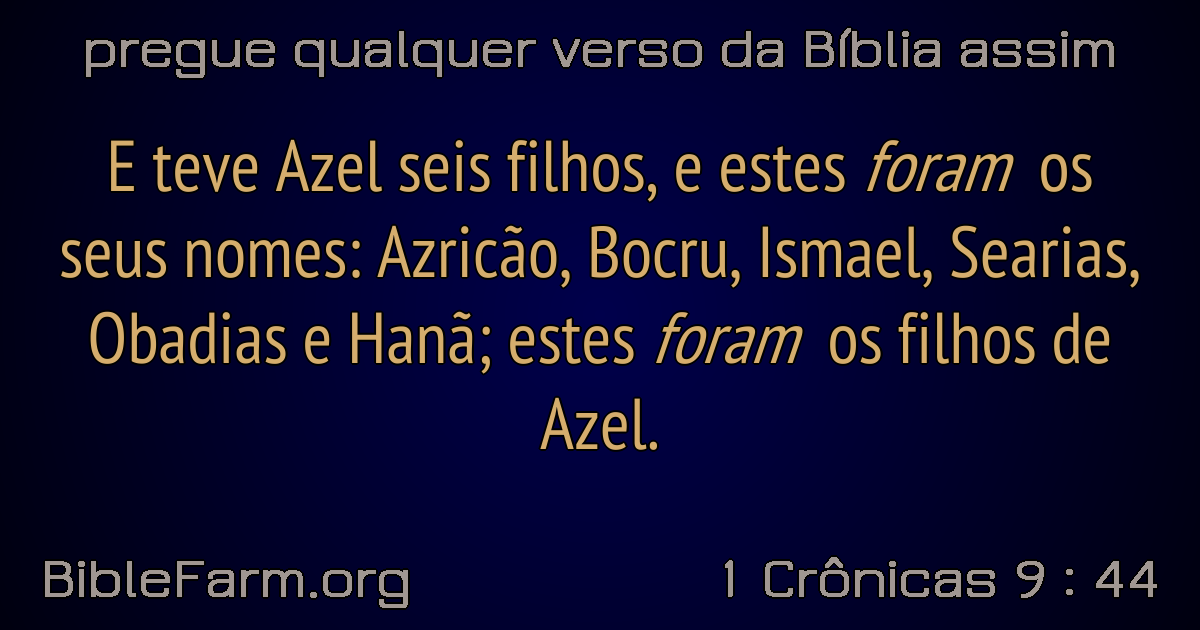 pregue qualquer verso da Bíblia assim
E teve Azel seis filhos, e estes foram os
seus nomes: Azricão, Bocru, Ismael, Searias,
Obadias e Hanã; estes foram os filhos de
Azel.
BibleFarm.org
1 Crônicas 9 : 44